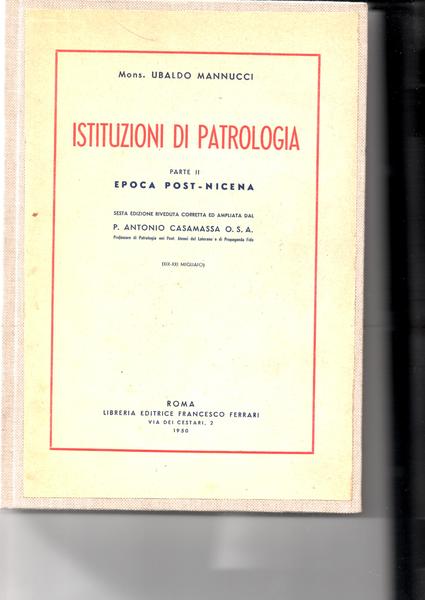 Mons. UBALDO MANNUCCI
ISTITUZIONI DI PATROLOGIA
PARTE II
EPOCA POST-NICENA
SESTA EDIZIONE RIVEDUTA CORRETTA ED AMPLIATA DAL
P. ANTONIO CASAMASSA O. S. A.
Professore di Patrologia nei Pont. Atenei del Laterano e di Propaganda Fide
(XIX-XXI MIGLIAIO)
ROMA
LIBRERIA EDITRICE FRANCESCO FERRARI
VIA DEI CESTARI, 2
1950